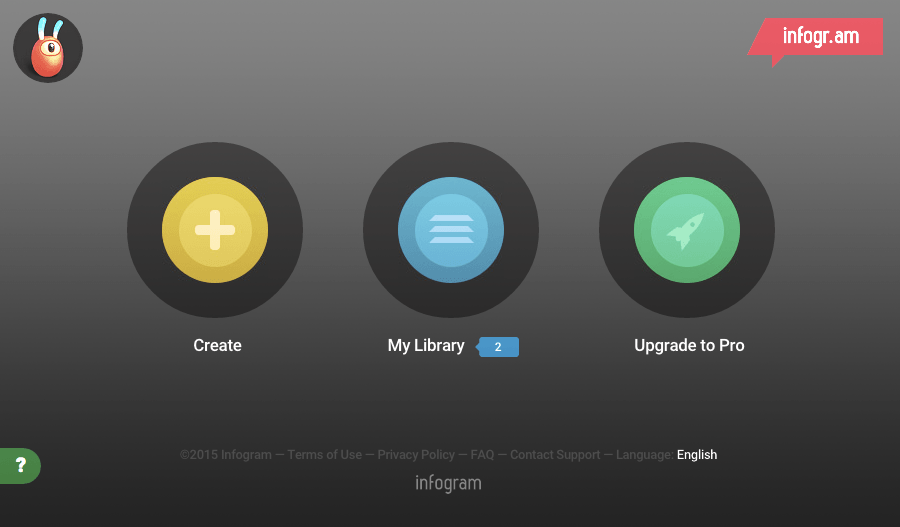 infogr.am
Create
My Library 2
Upgrade to Pro
©2015 Infogram — Terms of Use — Privacy Policy — FAQ — Contact Support — Language: English
?
infogram